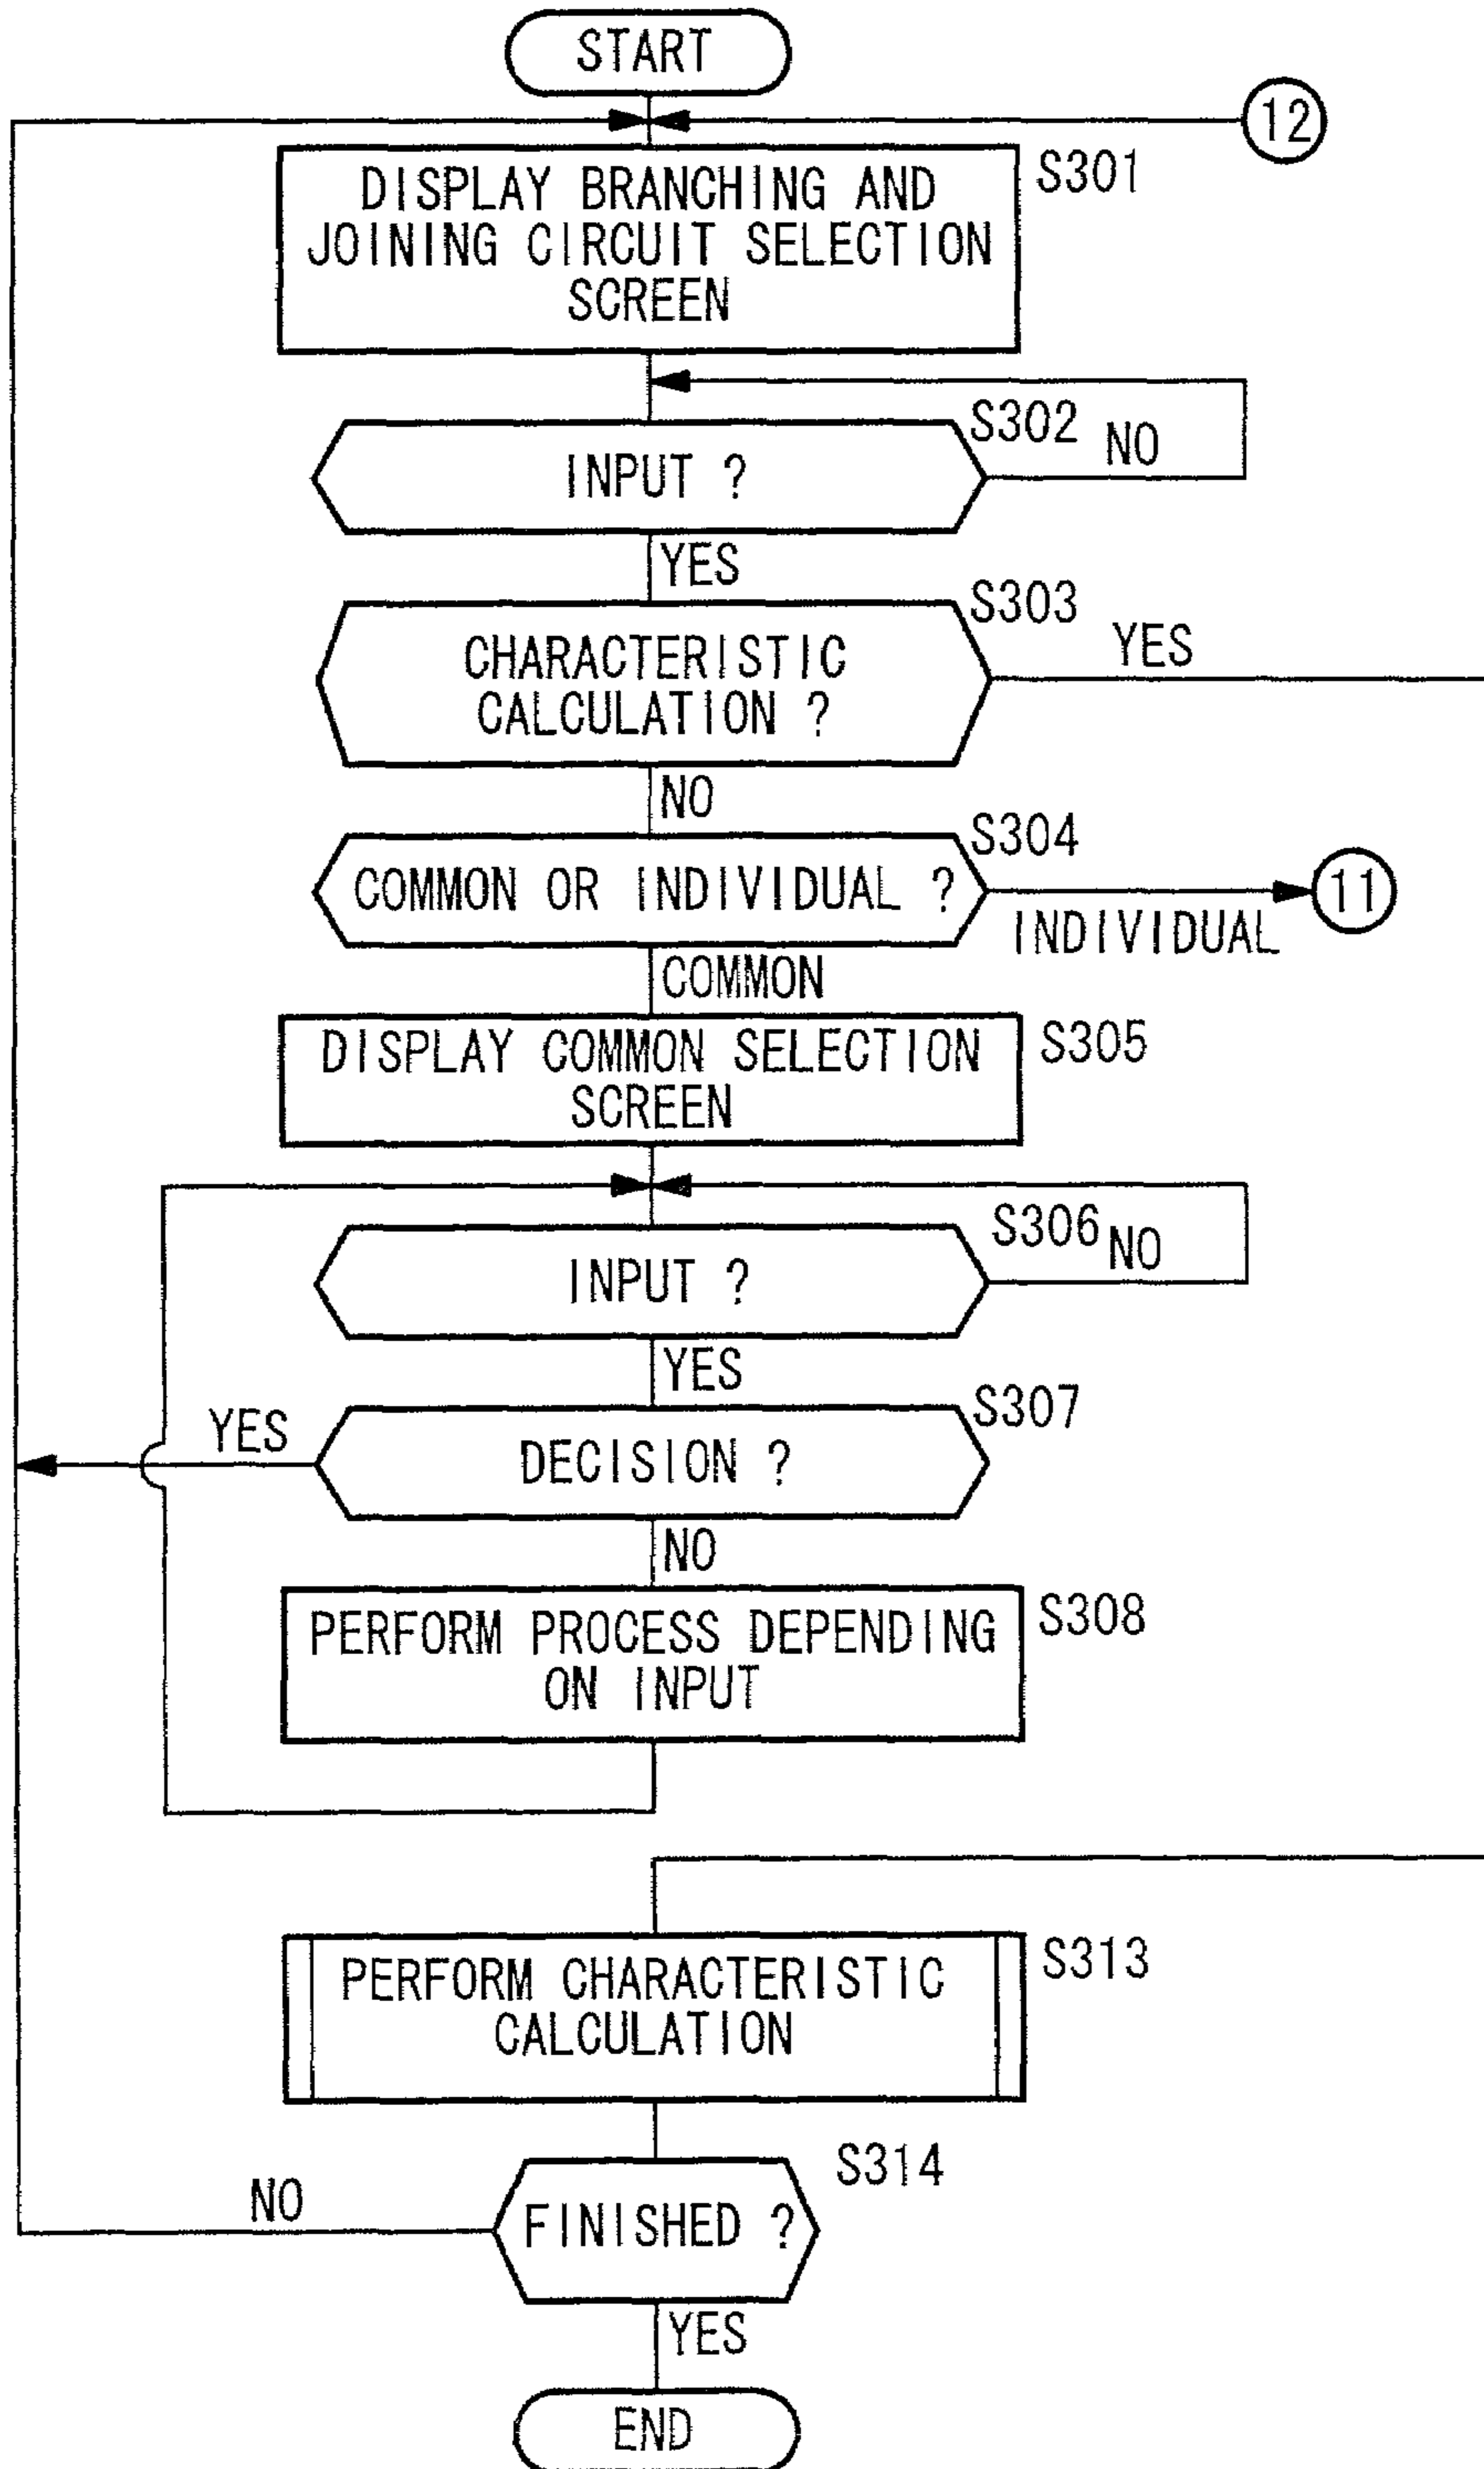 START
12
DISPLAY BRANCHING AND
JOINING CIRCUIT SELECTION
SCREEN
S301
S302
NO
INPUT ?
YES
S303
YES
CHARACTERISTIC
CALCULATION ?
NO
S304
COMMON OR INDIVIDUAL ?
11
INDIVIDUAL
COMMON
DISPLAY COMMON SELECTION
SCREEN
S305
S306
NO
INPUT ?
YES
S307
YES
DECISION ?
NO
PERFORM PROCESS DEPENDING
ON INPUT
S308
PERFORM CHARACTERISTIC
CALCULATION
S313
S314
NO
FINISHED ?
YES
END